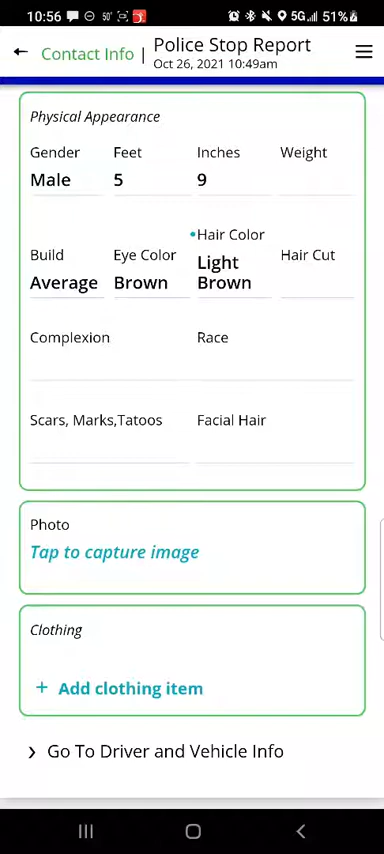 10:56 50° 5G 51%
Contact Info | Police Stop Report
Oct 26, 2021 10:49am
Physical Appearance
Gender Feet Inches Weight
Male 5 9
Build Eye Color Hair Color Hair Cut
Average Brown Light Brown
Complexion Race
Scars, Marks,Tatoos Facial Hair
Photo
Tap to capture image
Clothing
+ Add clothing item
Go To Driver and Vehicle Info